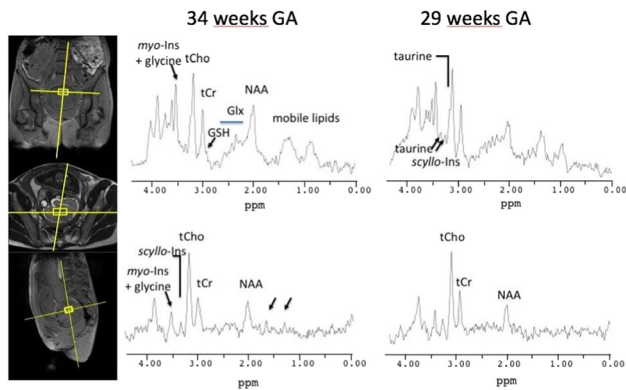 34 weeks GA
29 weeks GA
myo-Ins
+ glycine
tCho
tCr
GSH
Glx
NAA
mobile lipids
4.00 3.00 2.00 1.00 0.00
ppm
taurine
taurine
scyllo-Ins
4.00 3.00 2.00 1.00 0.00
ppm
tCho
scyllo-Ins
myo-Ins
+ glycine
tCr
NAA
4.00 3.00 2.00 1.00 0.00
ppm
tCho
tCr
NAA
4.00 3.00 2.00 1.00 0.00
ppm